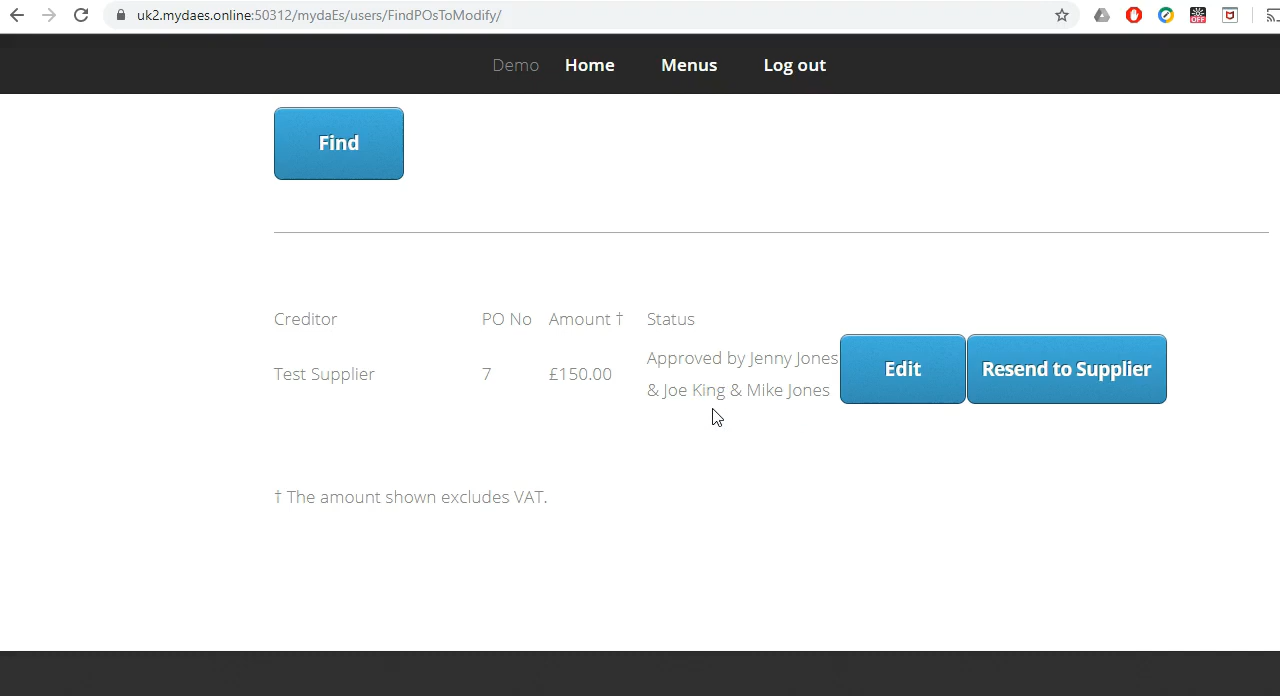 uk2.mydaes.online:50312/mydaEs/users/FindPOsToModify/
OFF
Demo Home Menus Log out
Find
Creditor PO No Amount † Status
Test Supplier 7 £150.00 Approved by Jenny Jones
& Joe King & Mike Jones
Edit Resend to Supplier
† The amount shown excludes VAT.